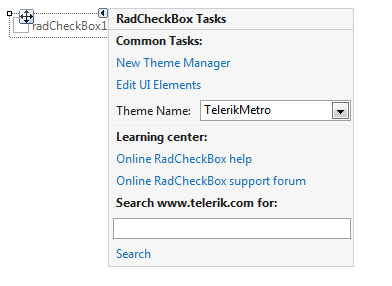 radCheckBox1
RadCheckBox Tasks
Common Tasks:
New Theme Manager
Edit UI Elements
Theme Name: TelerikMetro
Learning center:
Online RadCheckBox help
Online RadCheckBox support forum
Search www.telerik.com for:
Search